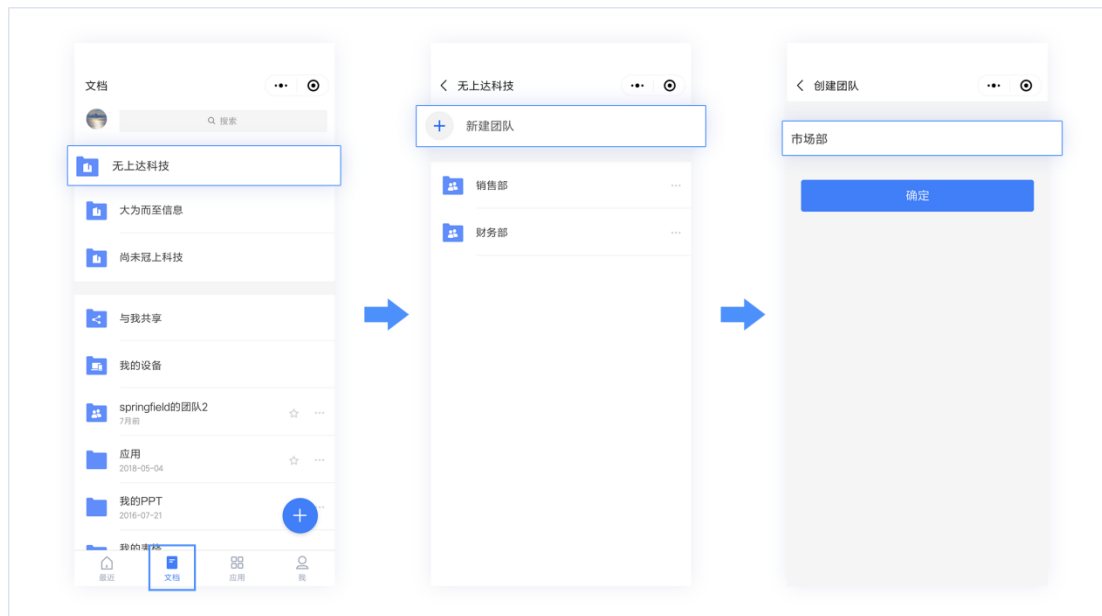 文档
搜索
无上达科技
大为而至信息
尚未冠上科技
与我共享
我的设备
springfield的团队2
7月前
应用
2018-05-04
我的PPT
2016-07-21
我的表格
最近
文档
应用
我
无上达科技
新建团队
销售部
财务部
创建团队
市场部
确定